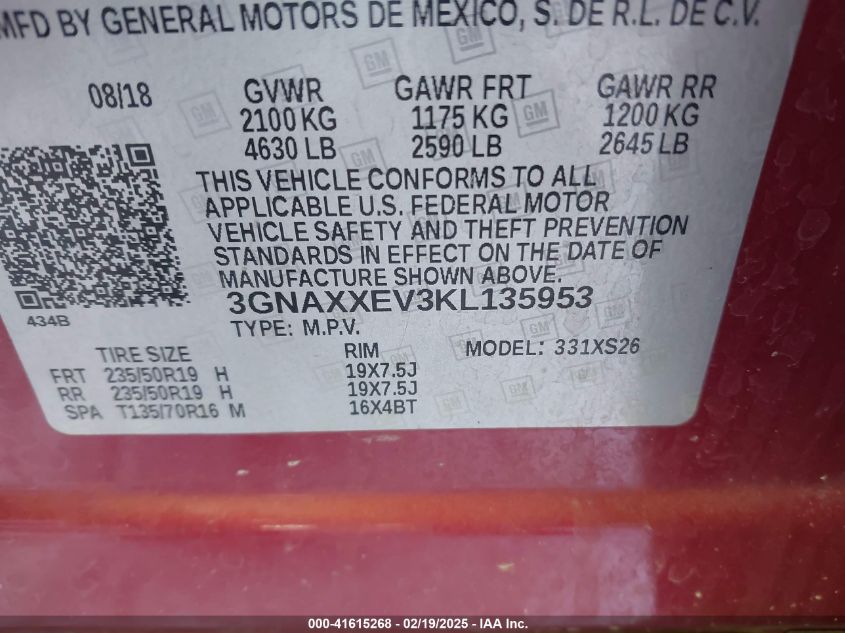 MFD BY GENERAL MOTORS DE MEXICO, S. DE R.L. DE C.V.
08/18 GVWR GAWR FRT GAWR RR
2100 KG 1175 KG 1200 KG
4630 LB 2590 LB 2645 LB
THIS VEHICLE CONFORMS TO ALL
APPLICABLE U.S. FEDERAL MOTOR
VEHICLE SAFETY AND THEFT PREVENTION
STANDARDS IN EFFECT ON THE DATE OF
MANUFACTURE SHOWN ABOVE.
3GNAXXEV3KL135953
434B
TYPE: M.P.V.
TIRE SIZE RIM MODEL: 331XS26
FRT 235/50R19 H 19X7.5J
RR 235/50R19 H 19X7.5J
SPA T135/70R16 M 16X4BT
000-41615268 - 02/19/2025 - IAA Inc.